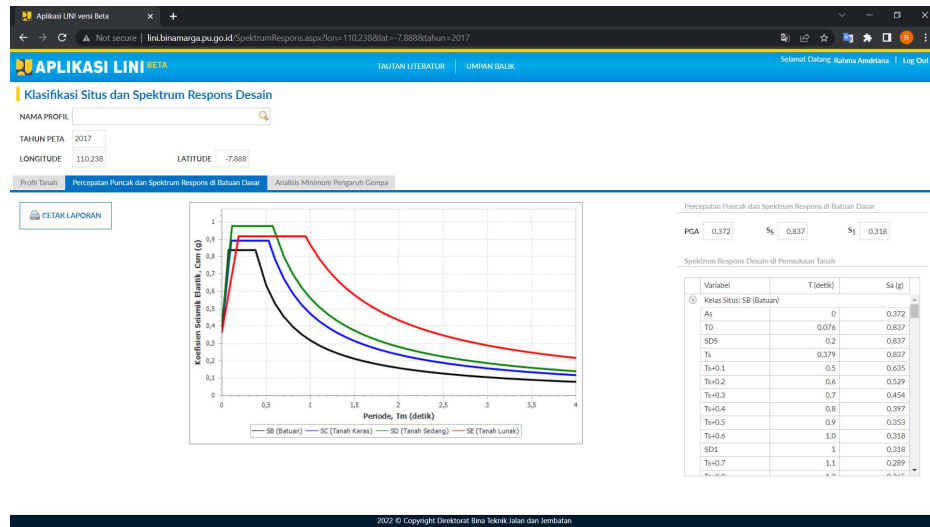 Aplikasi LINI versi Beta
Not secure | lini.binamarga.pu.go.id/SpektrumRespons.aspx?lon=110,238&lat=-7,888&tahun=2017
APLIKASI LINI BETA
TAUTAN LITERATUR | UMPAN BALIK
Selamat Datang Rahma Amdriana | Log Out
Klasifikasi Situs dan Spektrum Respons Desain
NAMA PROFIL
TAHUN PETA 2017
LONGITUDE 110,238 LATITUDE -7,888
Profil Tanah Percepatan Puncak dan Spektrum Respons di Batuan Dasar Analisis Minimum Pengaruh Gempa
CETAK LAPORAN
Koefisien Seismik Elastik, Csm (g)
1
0,9
0,8
0,7
0,6
0,5
0,4
0,3
0,2
0,1
0
0 0,5 1 1,5 2 2,5 3 3,5 4
Periode, Tm (detik)
SB (Batuan) SC (Tanah Keras) SD (Tanah Sedang) SE (Tanah Lunak)
Percepatan Puncak dan Spektrum Respons di Batuan Dasar
PGA 0,372 SS 0,837 S1 0,318
Spektrum Respons Desain di Permukaan Tanah
Variabel T (detik) Sa (g)
Kelas Situs: SB (Batuan)
As 0 0,372
T0 0,076 0,837
SDS 0,2 0,837
Ts 0,379 0,837
Ts+0.1 0,5 0,635
Ts+0.2 0,6 0,529
Ts+0.3 0,7 0,454
Ts+0.4 0,8 0,397
Ts+0.5 0,9 0,353
Ts+0.6 1,0 0,318
SD1 1 0,318
Ts+0.7 1,1 0,289
2022 © Copyright Direktorat Bina Teknik Jalan dan Jembatan